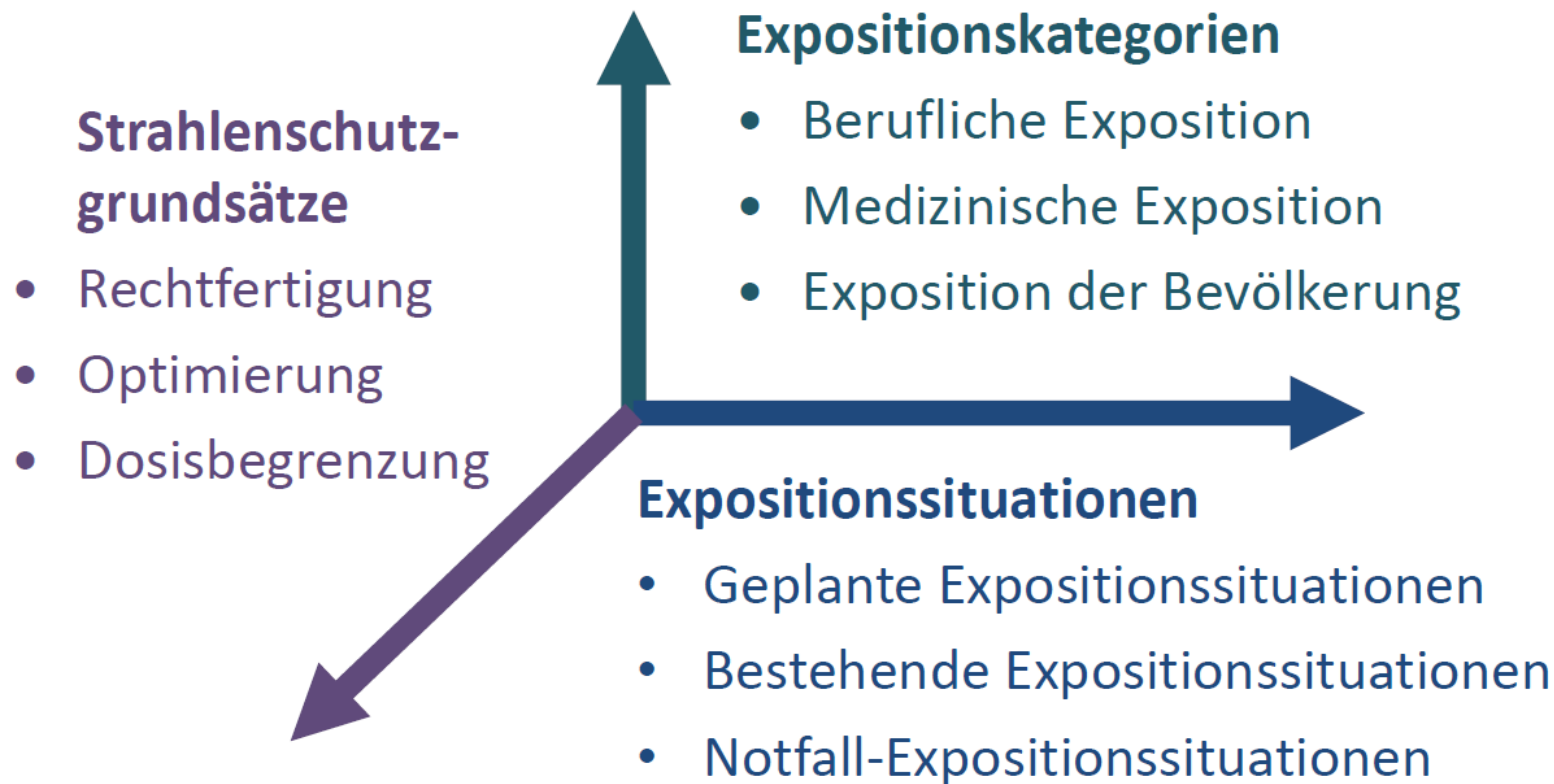 Strahlenschutz-
grundsätze
• Rechtfertigung
• Optimierung
• Dosisbegrenzung
Expositionskategorien
• Berufliche Exposition
• Medizinische Exposition
• Exposition der Bevölkerung
Expositionssituationen
• Geplante Expositionssituationen
• Bestehende Expositionssituationen
• Notfall-Expositionssituationen